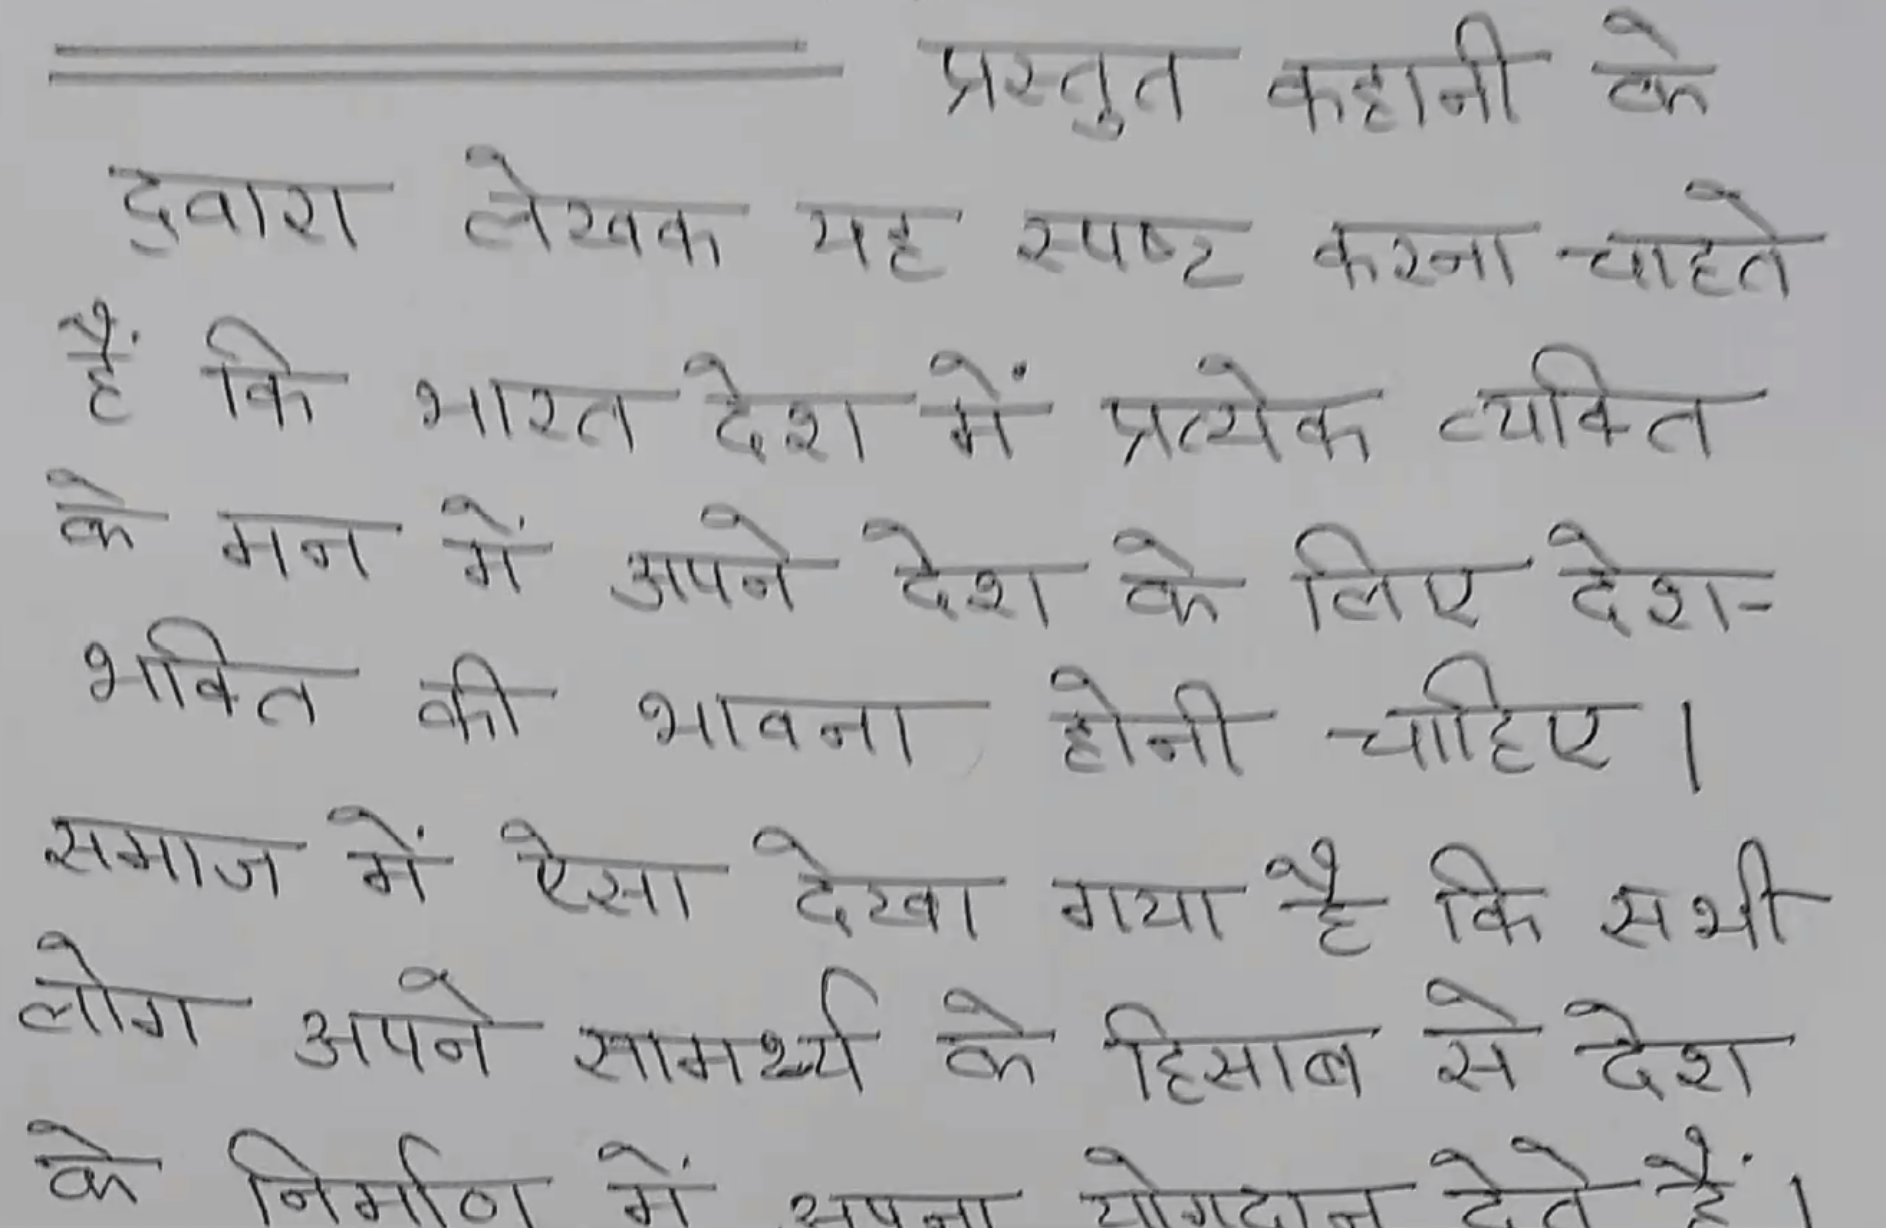 प्रस्तुत कहानी के
दुवारा लेखक यह स्पष्ट करना चाहते
हैं कि भारत देश में प्रत्येक व्यक्ति
के मन में अपने देश के लिए देश-
भक्ति की भावना होनी चाहिए।
समाज में ऐसा देखा गया है कि सभी
लोग अपने सामर्थ्य के हिसाब से देश
के निर्माण में अपना योगदान देते हैं।